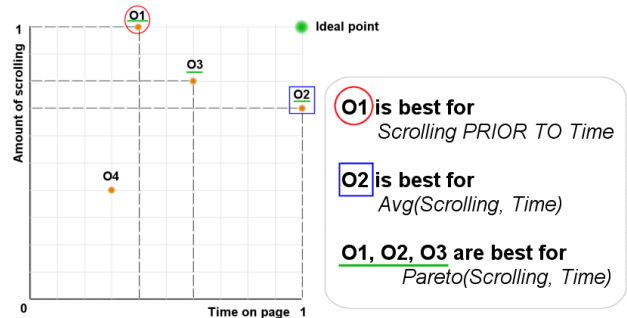 1
O1
Ideal point
O3
O2
O4
Amount of scrolling
0
Time on page 1
O1 is best for
Scrolling PRIOR TO Time
O2 is best for
Avg(Scrolling, Time)
O1, O2, O3 are best for
Pareto(Scrolling, Time)